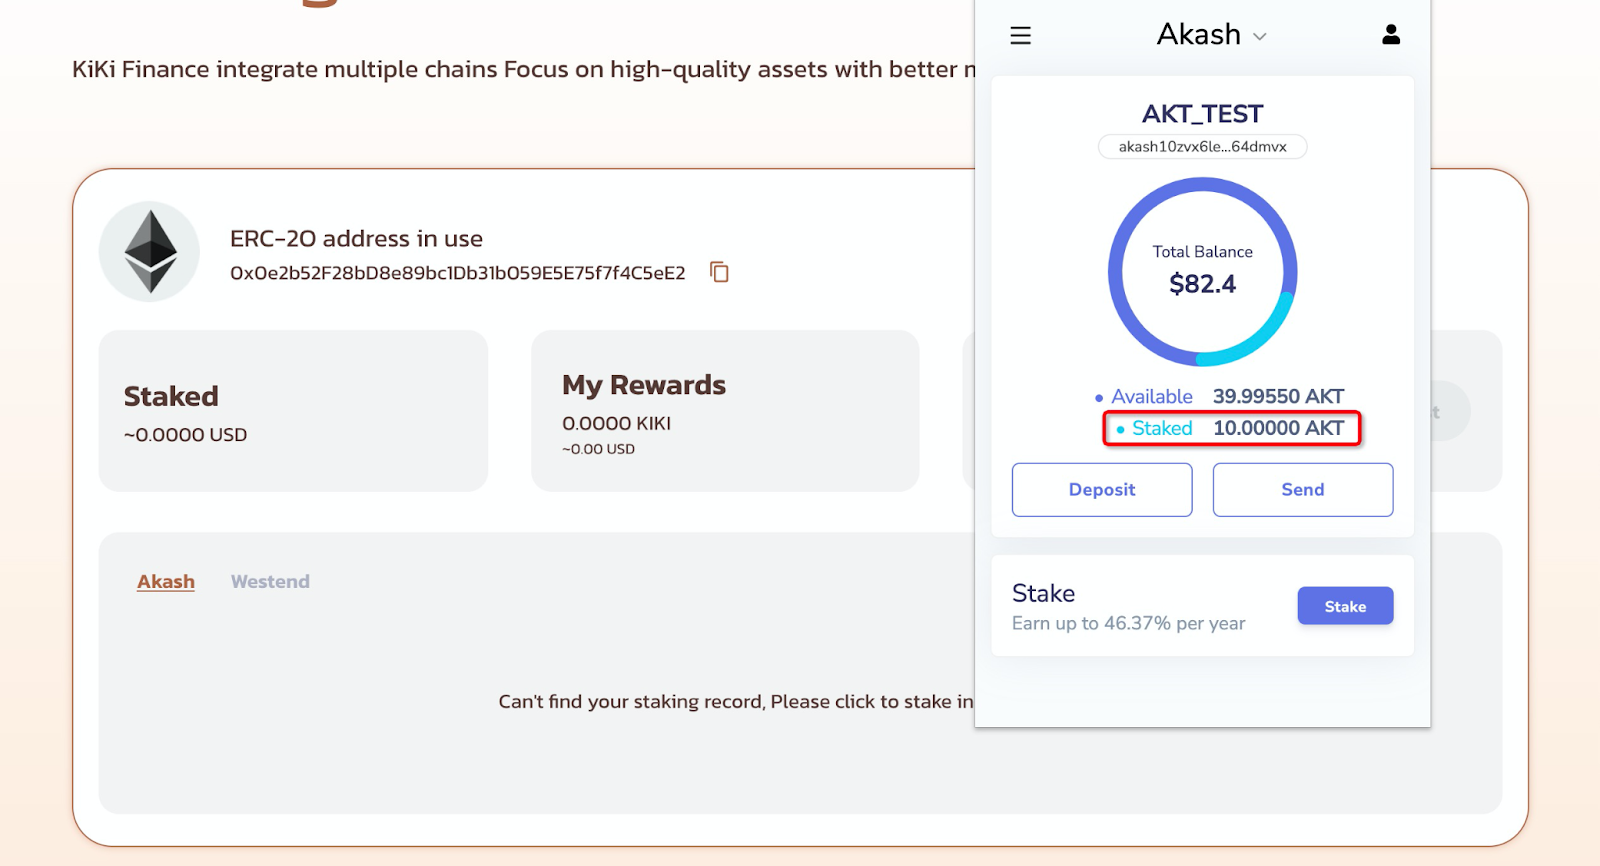 KiKi Finance integrate multiple chains Focus on high-quality assets with better
ERC-20 address in use
0x0e2b52F28bD8e89bc1Db31b059E5E75f7f4C5eE2
Staked
~0.0000 USD
My Rewards
0.0000 KIKI
~0.00 USD
Akash Westend
Can't find your staking record, Please click to stake in
Akash
AKT_TEST
akash10zvx6le...64dmvx
Total Balance
$82.4
• Available 39.99550 AKT
• Staked 10.00000 AKT
Deposit Send
Stake
Earn up to 46.37% per year
Stake